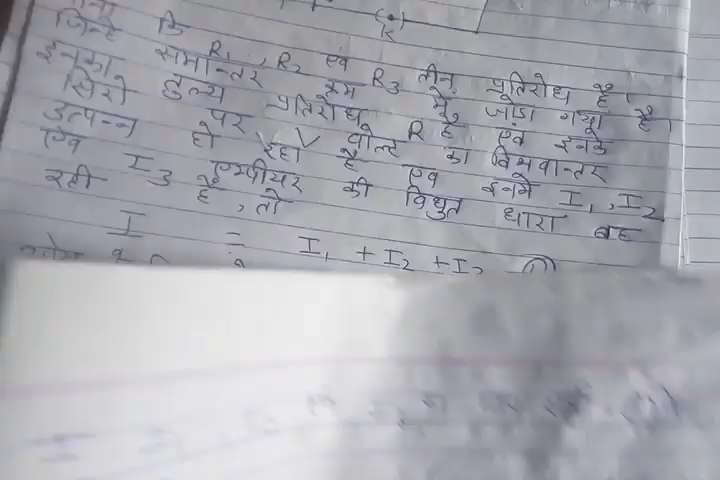 K
R₁, R₂ एवं R₃ तीन प्रतिरोध है।
जिन्हे कि समान्तर क्रम में जोडा गया है।
इनका तुल्य प्रतिरोध R है एवं इनके
सिरो पर V वोल्ट का विभवान्तर
उत्पन्न हो रहा है एवं इनमे I₁, I₂
एवं I₃ एम्पीयर की विधुत धारा बह
रही है, तो
I = I₁ + I₂ + I₃